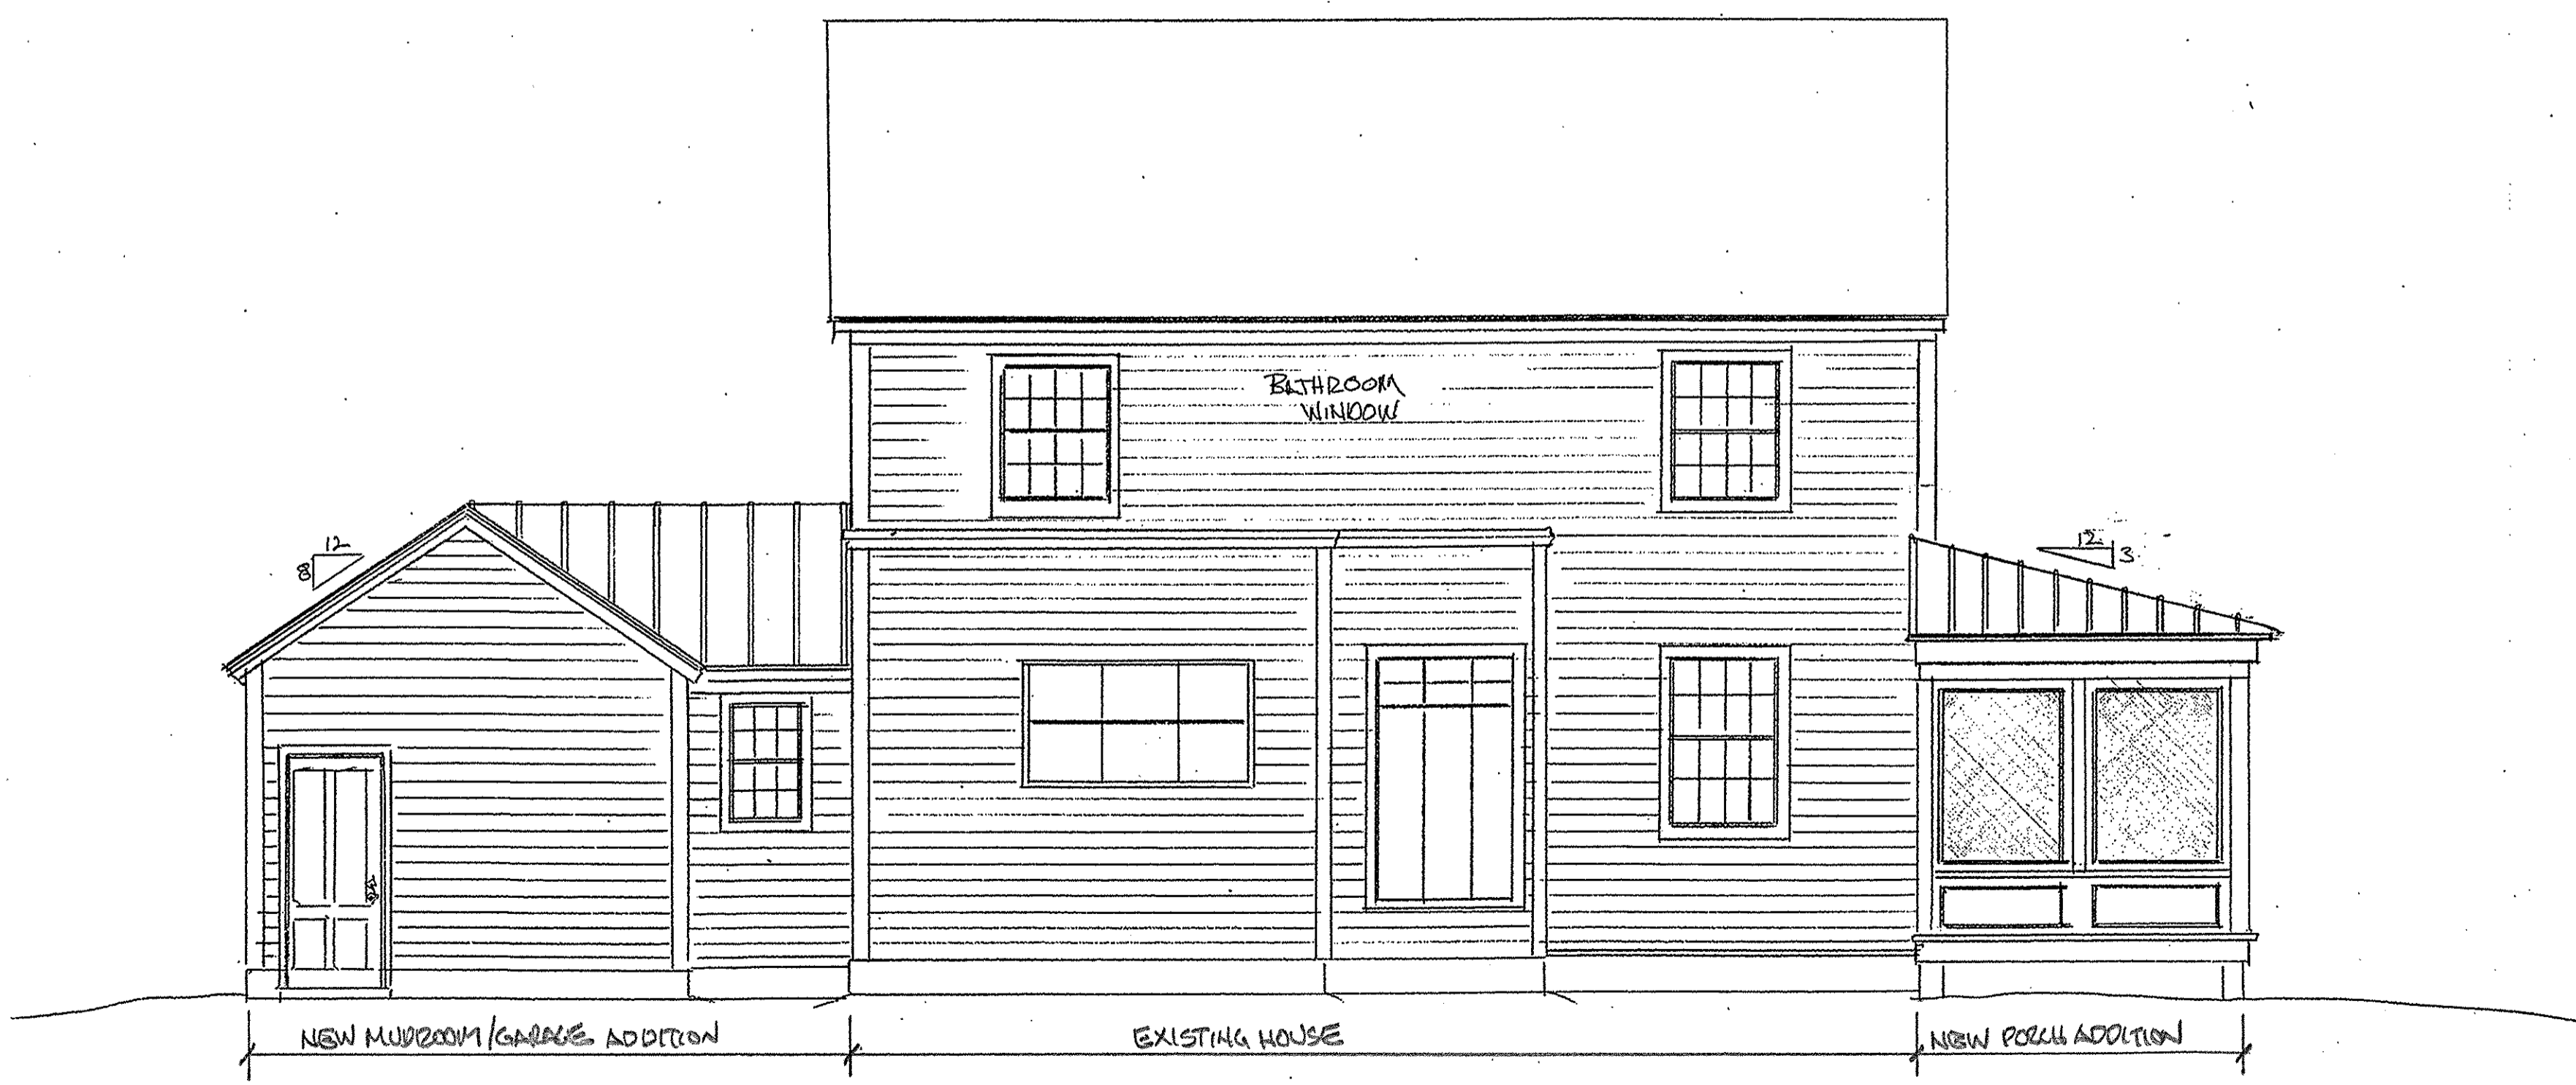 BATHROOM
WINDOW
12
8
12
3
NEW MUDROOM/GARAGE ADDITION
EXISTING HOUSE
NEW PORCH ADDITION